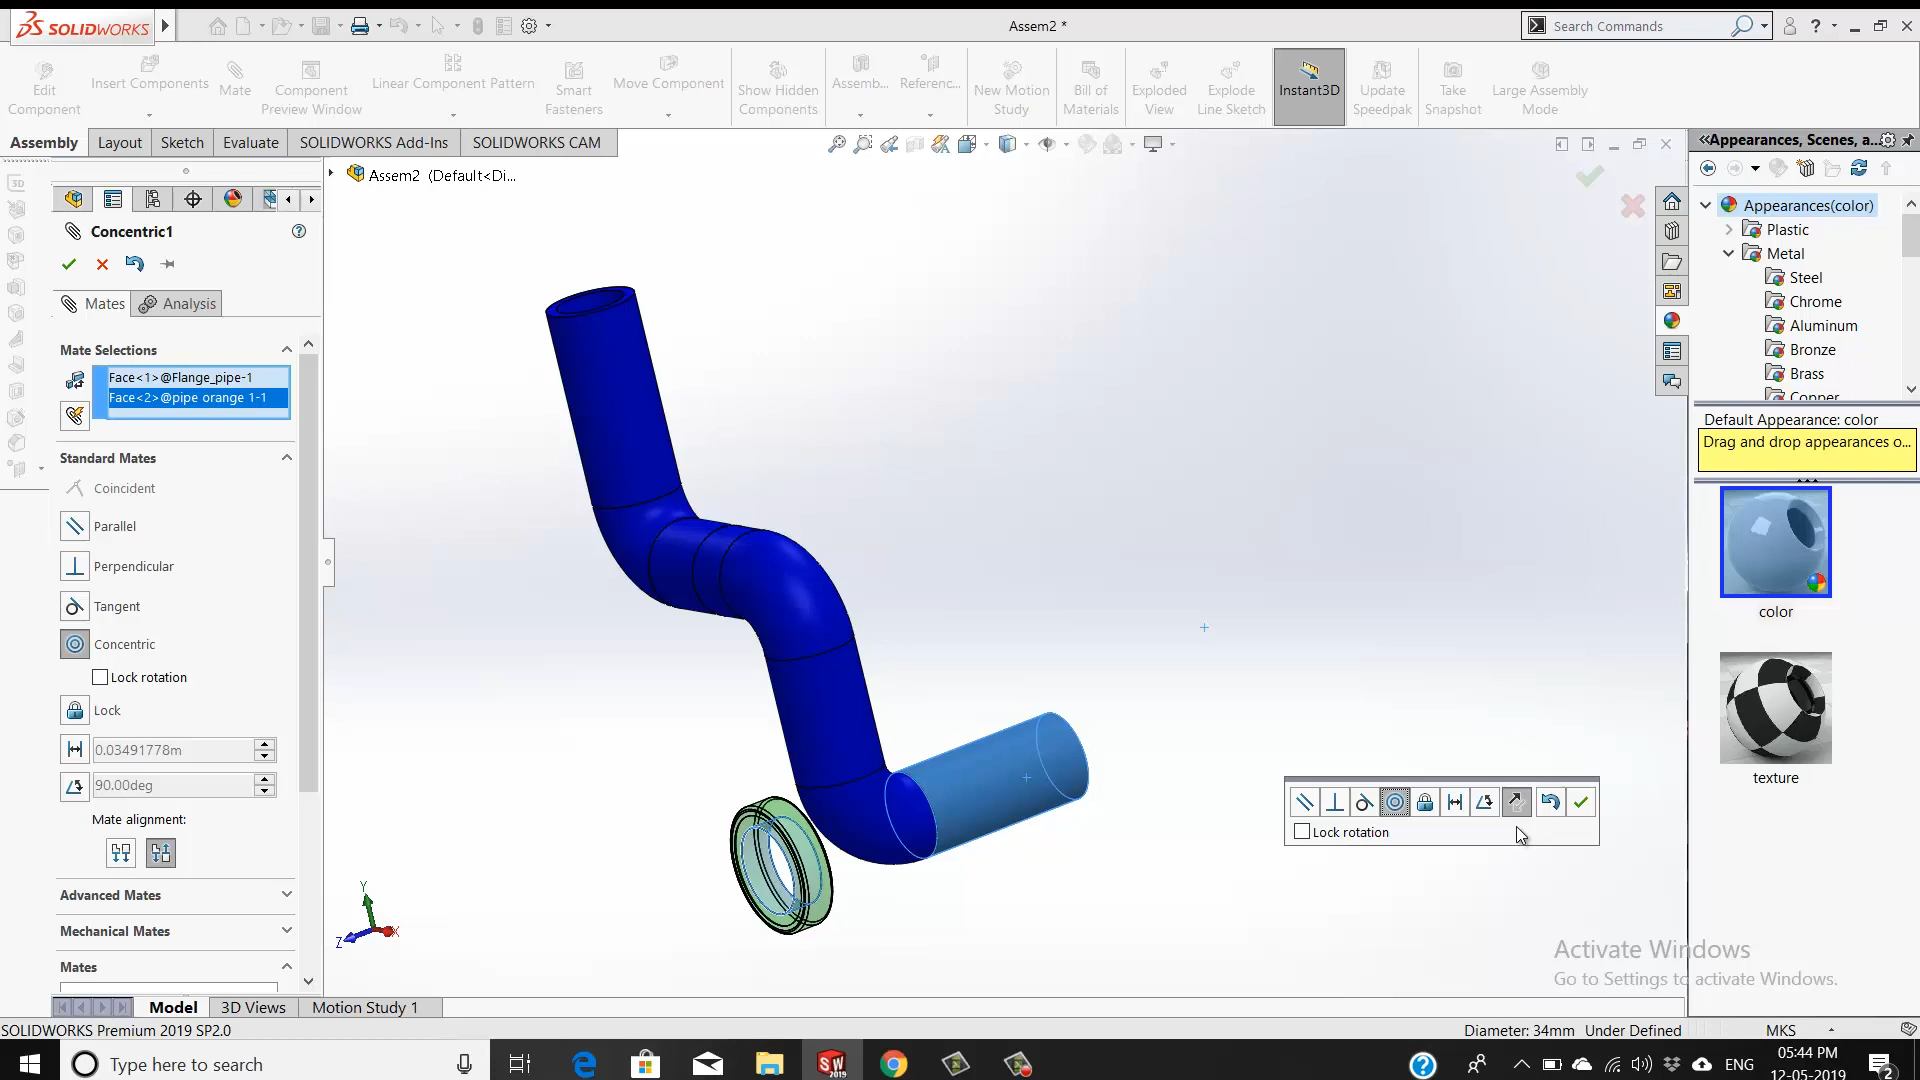 SOLIDWORKS
Assem2 *
Search Commands
Edit
Component
Insert Components
Mate
Component
Preview Window
Linear Component Pattern
Smart
Fasteners
Move Component
Show Hidden
Components
Assemb...
Referenc...
New Motion
Study
Bill of
Materials
Exploded
View
Explode
Line Sketch
Instant3D
Update
Speedpak
Take
Snapshot
Large Assembly
Mode
Assembly
Layout
Sketch
Evaluate
SOLIDWORKS Add-Ins
SOLIDWORKS CAM
Assem2 (Default<Di...
Concentric1
Mates
Analysis
Mate Selections
Face<1>@Flange_pipe-1
Face<2>@pipe orange 1-1
Standard Mates
Coincident
Parallel
Perpendicular
Tangent
Concentric
Lock rotation
Lock
0.03491778m
90.00deg
Mate alignment:
Advanced Mates
Mechanical Mates
Mates
Y
Z
X
Lock rotation
«Appearances, Scenes, a...
Appearances(color)
Plastic
Metal
Steel
Chrome
Aluminum
Bronze
Brass
Copper
Default Appearance: color
Drag and drop appearances o...
color
texture
Activate Windows
Go to Settings to activate Windows.
Model
3D Views
Motion Study 1
SOLIDWORKS Premium 2019 SP2.0
Diameter: 34mm
Under Defined
MKS
Type here to search
SW
2019
ENG
05:44 PM
12-05-2019
2